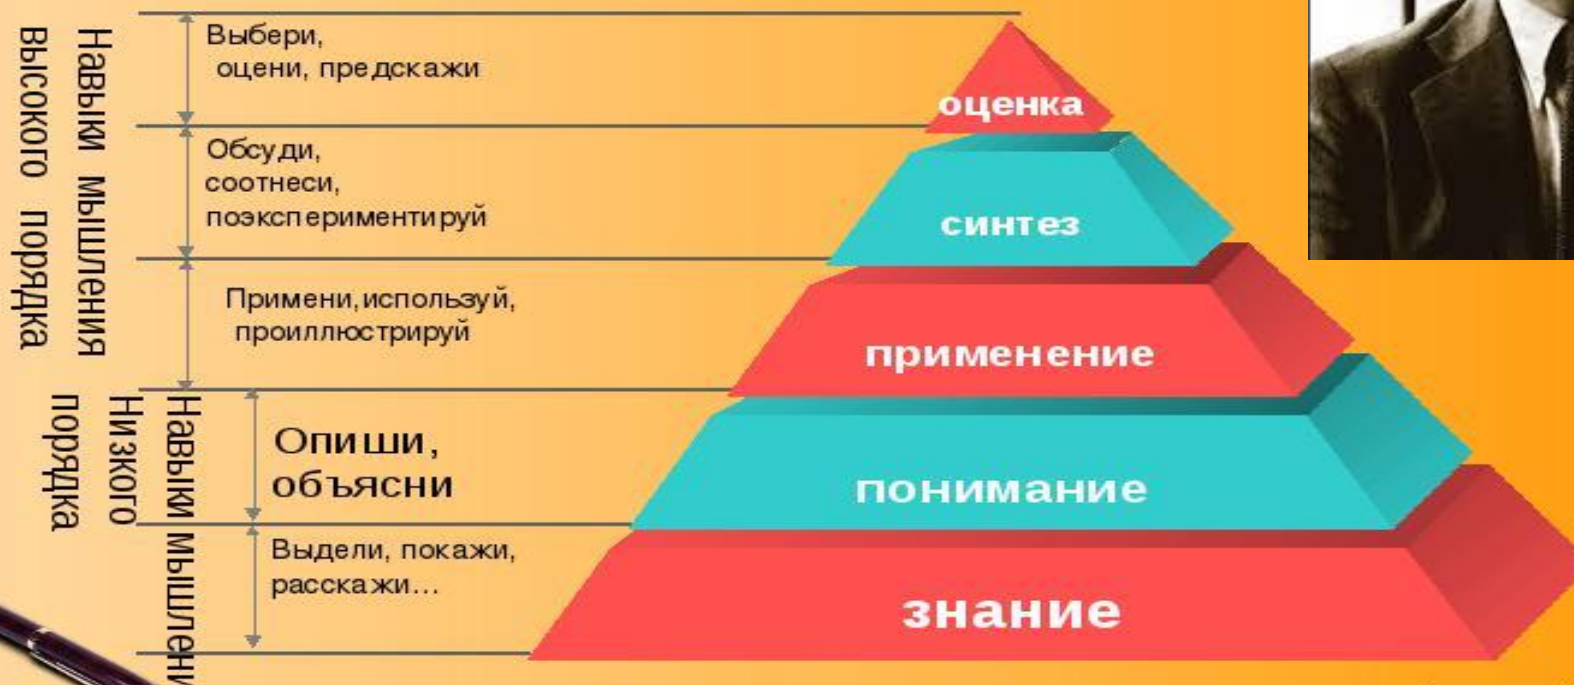 Навыки мышления
высокого порядка
Выбери,
оцени, предскажи
оценка
Обсуди,
соотнеси,
поэкспериментируй
синтез
Примени,используй,
проиллюстрируй
применение
Навыки мышлени
Низкого
порядка
Опиши,
объясни
понимание
Выдели, покажи,
расскажи...
знание